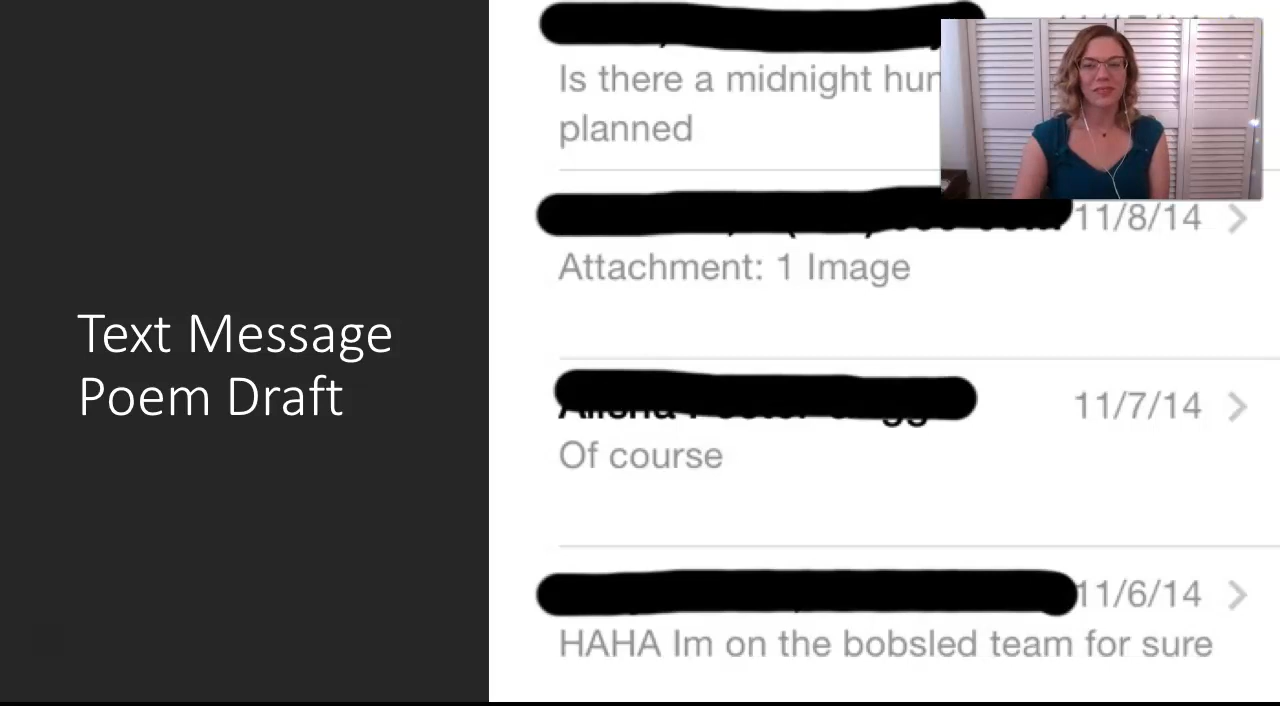 Text Message
Poem Draft
Is there a midnight
planned
11/8/14
Attachment: 1 Image
11/7/14
Of course
11/6/14
HAHA Im on the bobsled team for sure